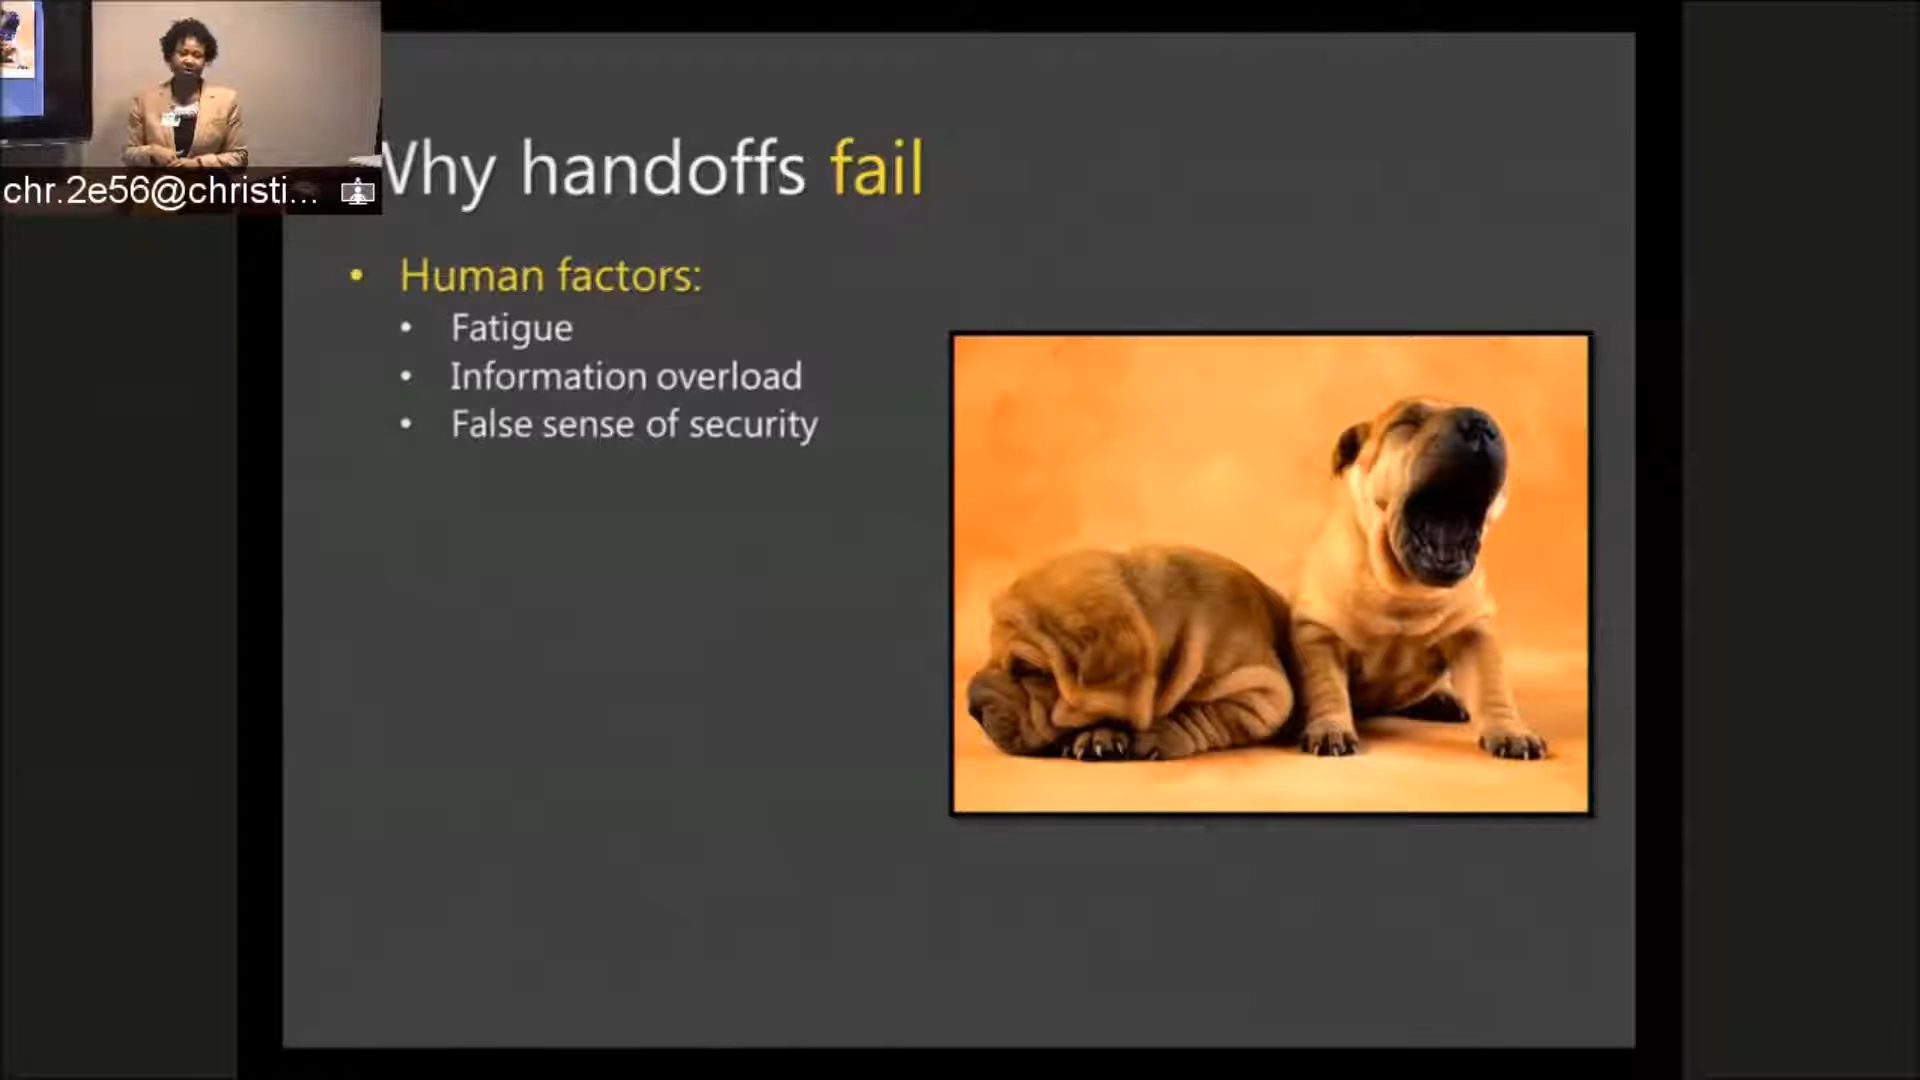 chr.2e56@christi...
Why handoffs fail
• Human factors:
• Fatigue
• Information overload
• False sense of security